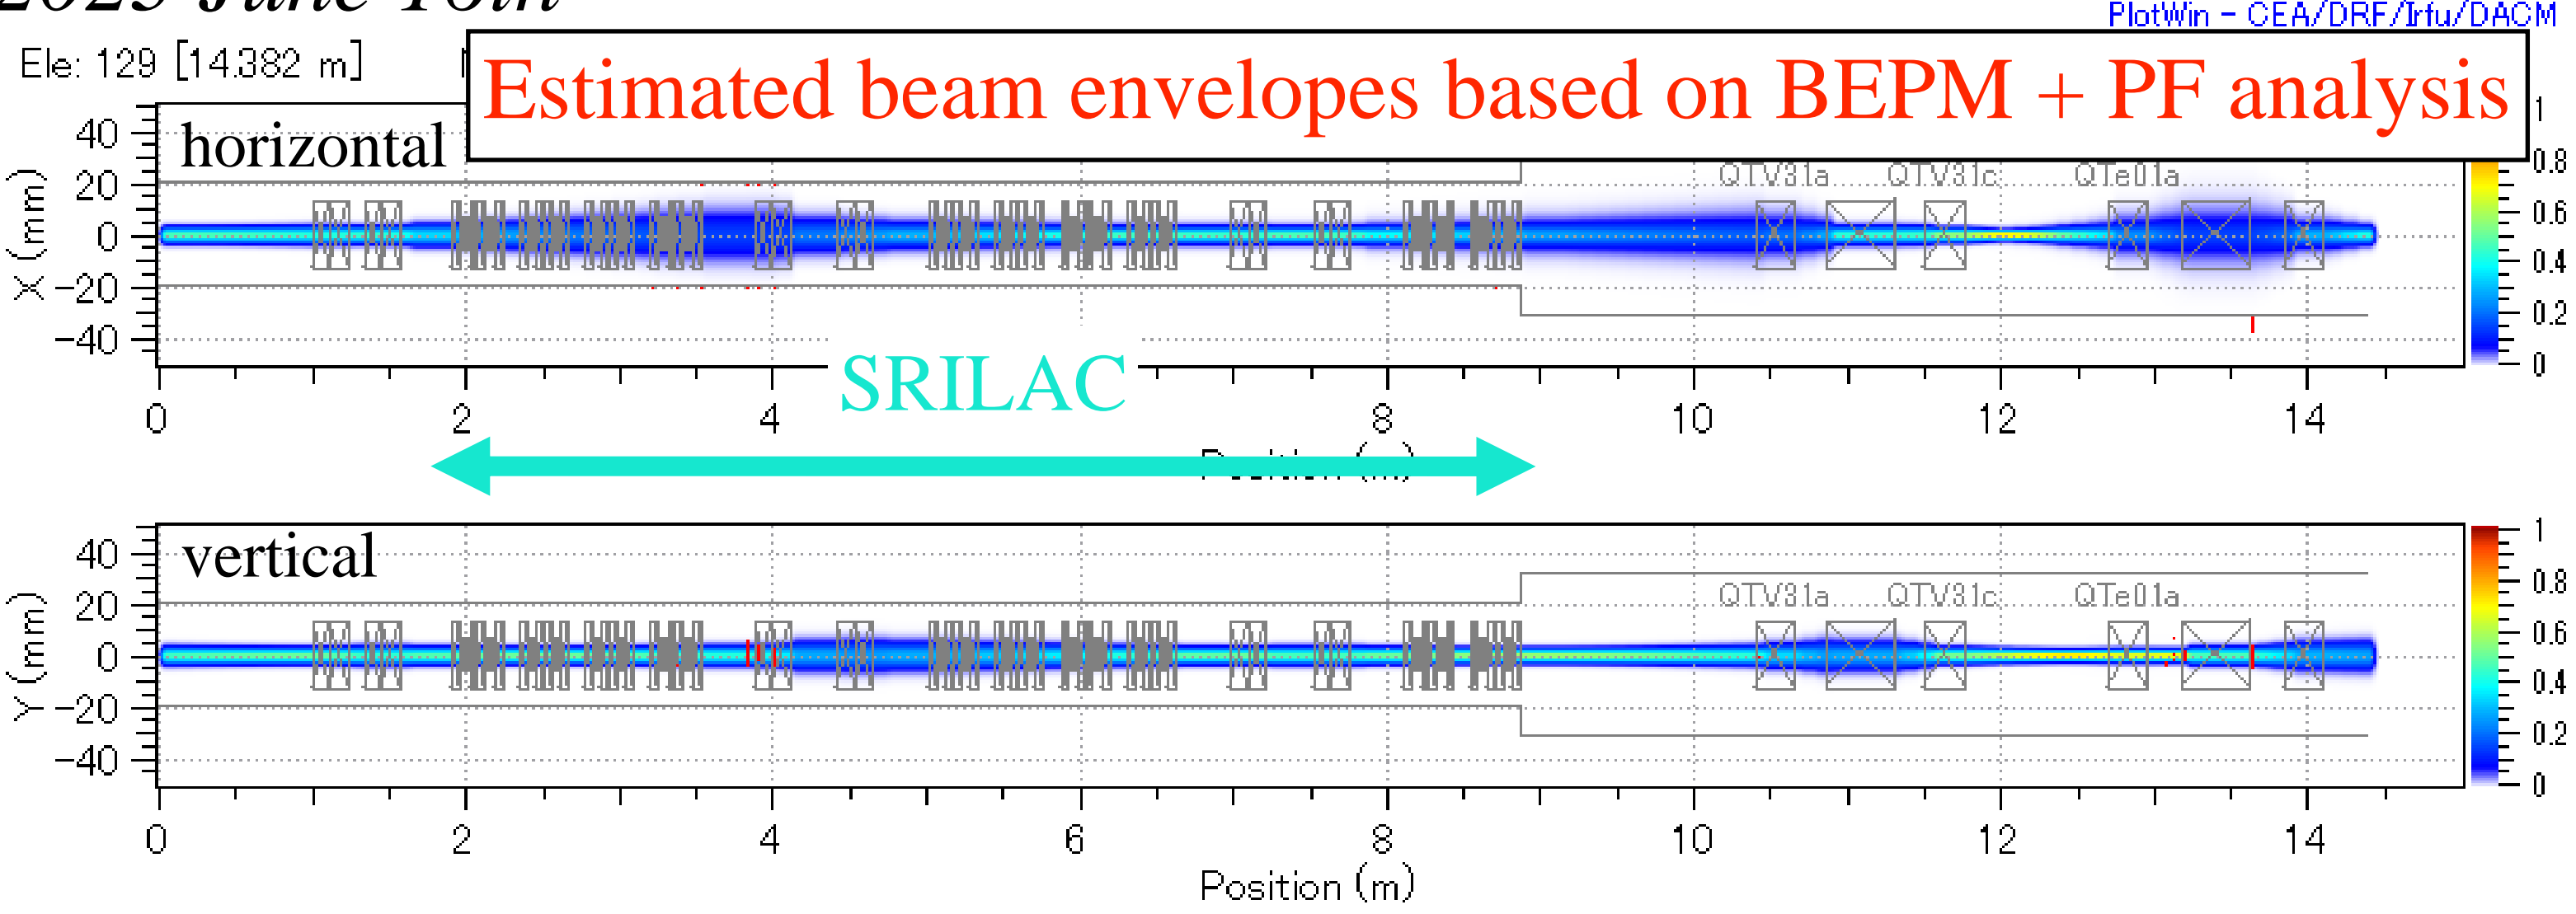 PlotWin - CEA/DRF/Irfu/DACM
Ele: 129 [14.382 m]
Estimated beam envelopes based on BEPM + PF analysis
horizontal
X (mm)
40
20
0
-20
-40
QTV31a QTV31c QTe01a
1
0.8
0.6
0.4
0.2
0
SRILAC
0 2 4 8 10 12 14
Position (m)
vertical
Y (mm)
40
20
0
-20
-40
QTV31a QTV31c QTe01a
1
0.8
0.6
0.4
0.2
0
0 2 4 6 8 10 12 14
Position (m)